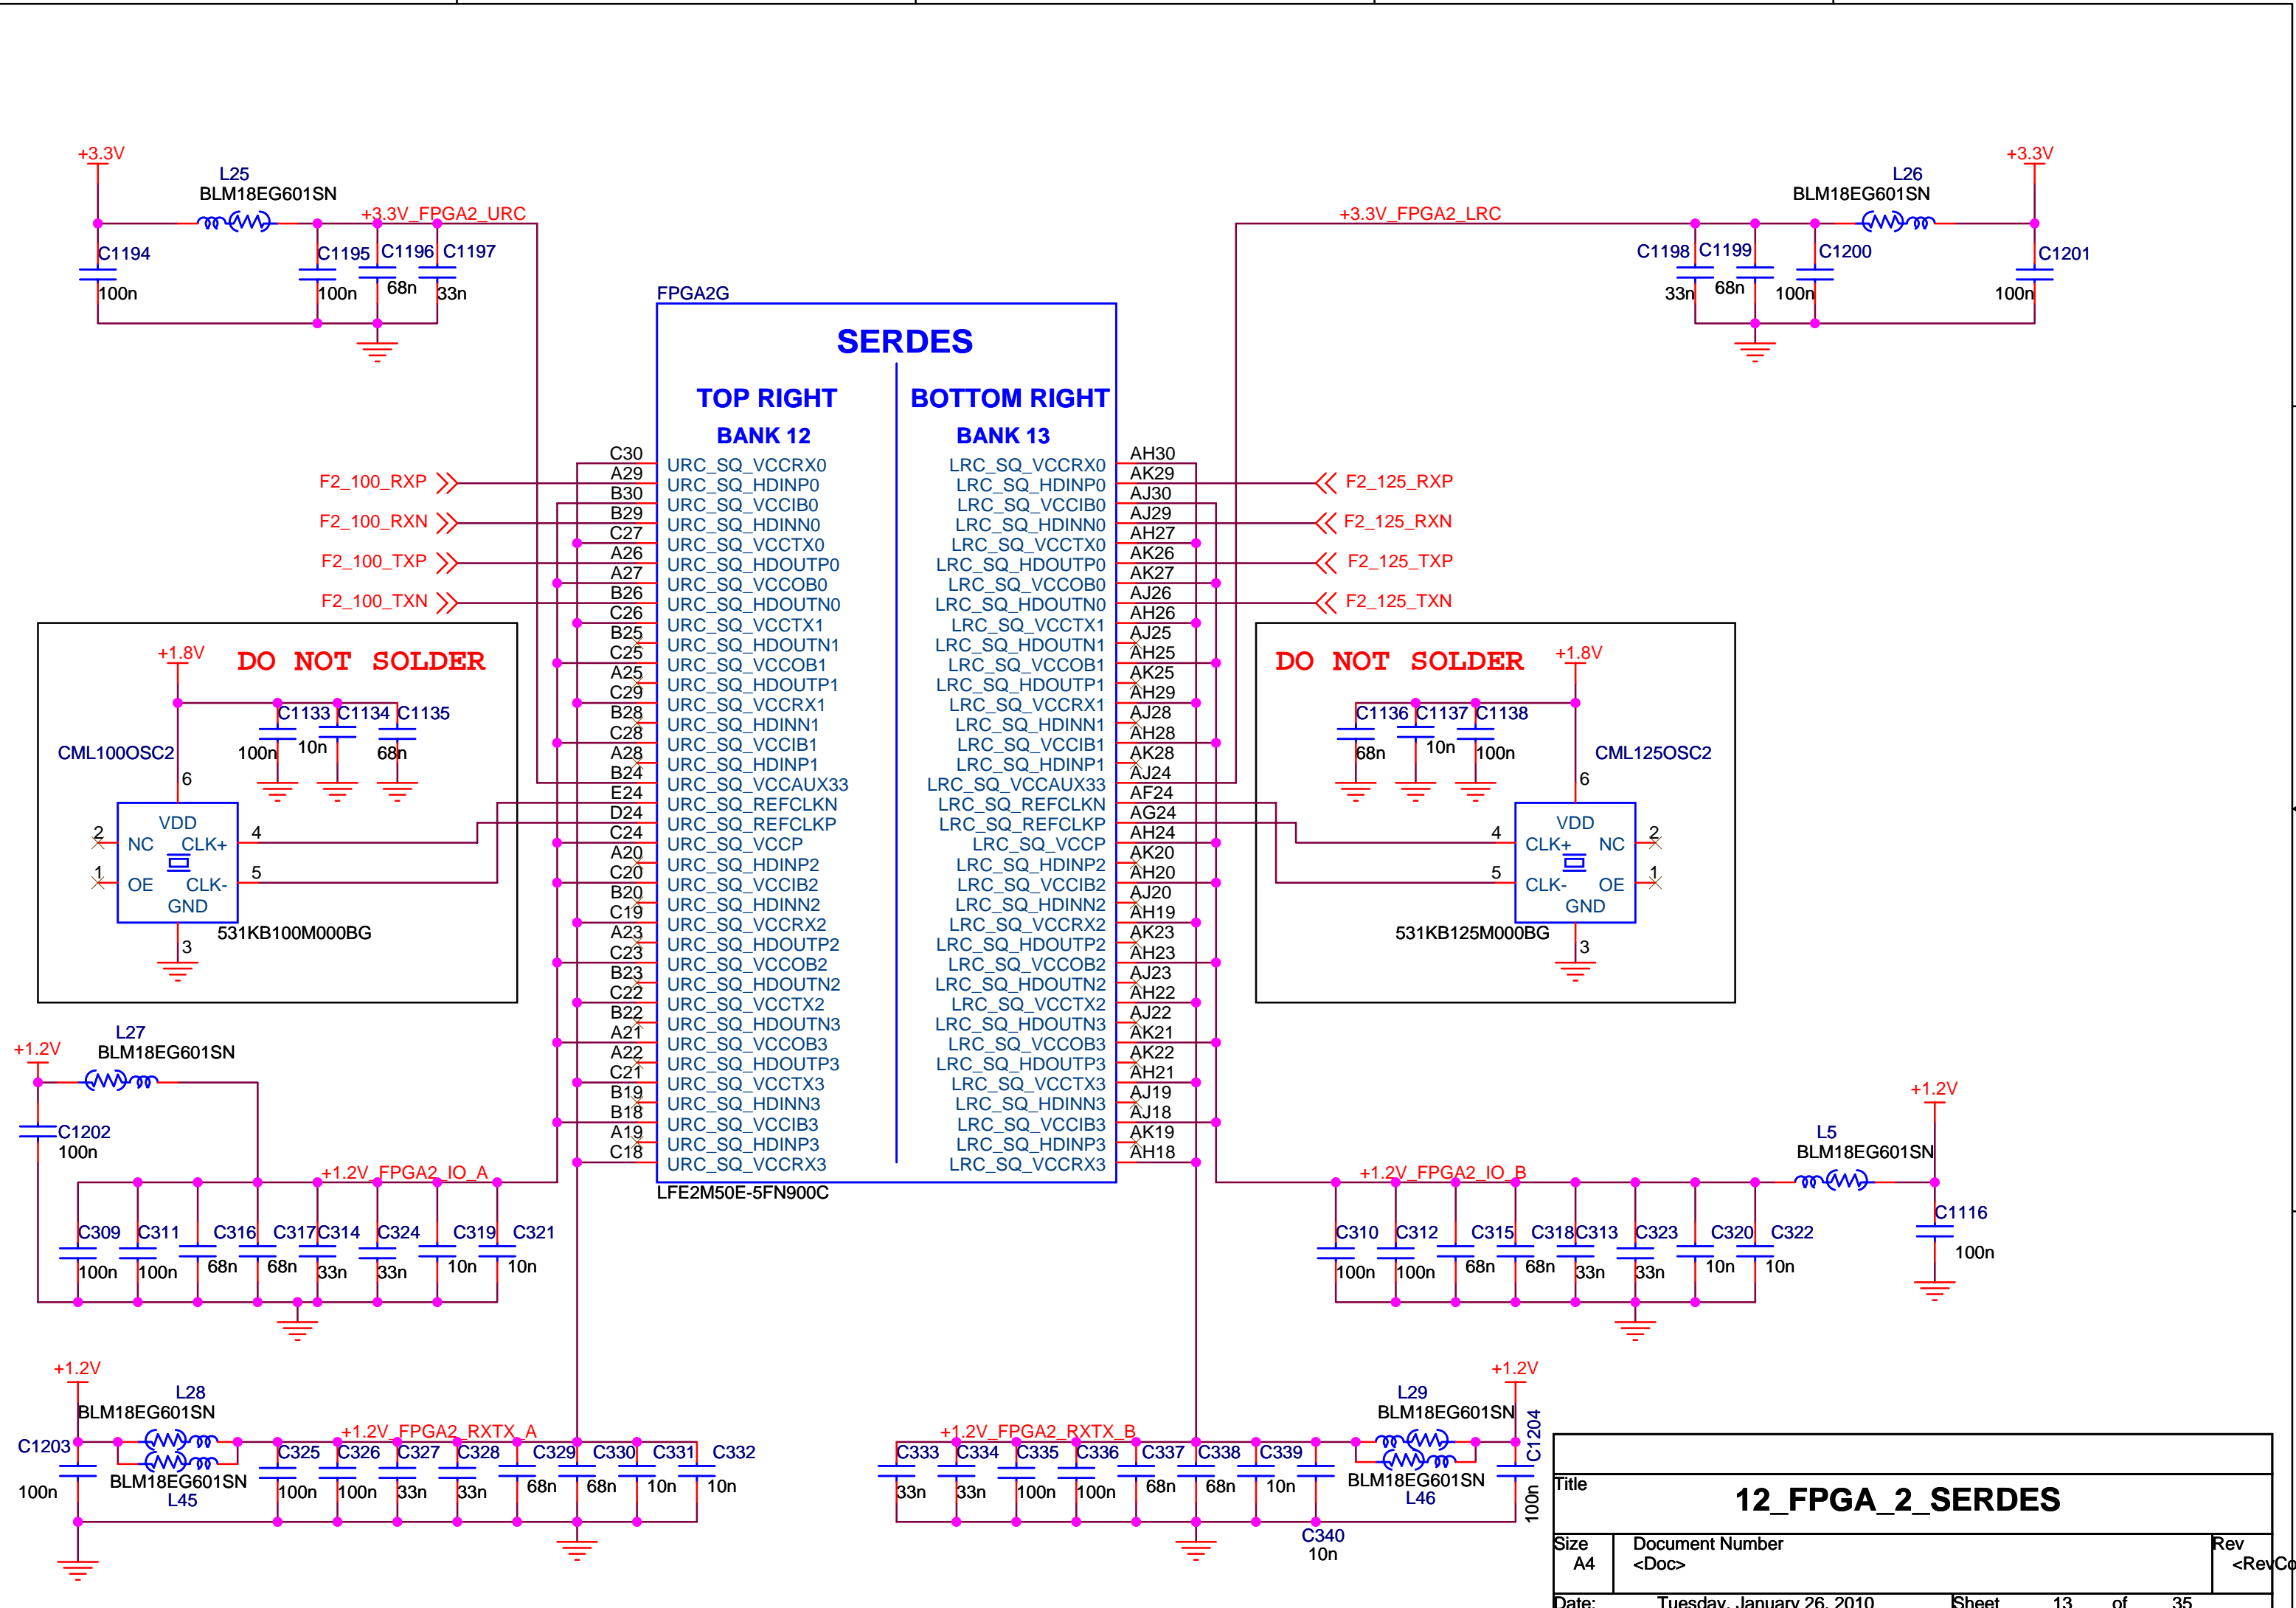 +3.3V
L25
BLM18EG601SN
+3.3V_FPGA2_URC
C1194
100n
C1195
100n
C1196
68n
C1197
33n
+3.3V_FPGA2_LRC
L26
BLM18EG601SN
+3.3V
C1198
33n
C1199
68n
C1200
100n
C1201
100n
FPGA2G
SERDES
TOP RIGHT
BOTTOM RIGHT
BANK 12
BANK 13
C30 URC_SQ_VCCRX0 LRC_SQ_VCCRX0 AH30
F2_100_RXP A29 URC_SQ_HDINP0 LRC_SQ_HDINP0 AK29 F2_125_RXP
B30 URC_SQ_VCCIB0 LRC_SQ_VCCIB0 AJ30
F2_100_RXN B29 URC_SQ_HDINN0 LRC_SQ_HDINN0 AJ29 F2_125_RXN
C27 URC_SQ_VCCTX0 LRC_SQ_VCCTX0 AH27
F2_100_TXP A26 URC_SQ_HDOUTP0 LRC_SQ_HDOUTP0 AK26 F2_125_TXP
A27 URC_SQ_VCCOB0 LRC_SQ_VCCOB0 AK27
F2_100_TXN B26 URC_SQ_HDOUTN0 LRC_SQ_HDOUTN0 AJ26 F2_125_TXN
C26 URC_SQ_VCCTX1 LRC_SQ_VCCTX1 AH26
B25 URC_SQ_HDOUTN1 LRC_SQ_HDOUTN1 AJ25
C25 URC_SQ_VCCOB1 LRC_SQ_VCCOB1 AH25
A25 URC_SQ_HDOUTP1 LRC_SQ_HDOUTP1 AK25
C29 URC_SQ_VCCRX1 LRC_SQ_VCCRX1 AH29
B28 URC_SQ_HDINN1 LRC_SQ_HDINN1 AJ28
C28 URC_SQ_VCCIB1 LRC_SQ_VCCIB1 AH28
A28 URC_SQ_HDINP1 LRC_SQ_HDINP1 AK28
B24 URC_SQ_VCCAUX33 LRC_SQ_VCCAUX33 AJ24
E24 URC_SQ_REFCLKN LRC_SQ_REFCLKN AF24
D24 URC_SQ_REFCLKP LRC_SQ_REFCLKP AG24
C24 URC_SQ_VCCP LRC_SQ_VCCP AH24
A20 URC_SQ_HDINP2 LRC_SQ_HDINP2 AK20
C20 URC_SQ_VCCIB2 LRC_SQ_VCCIB2 AH20
B20 URC_SQ_HDINN2 LRC_SQ_HDINN2 AJ20
C19 URC_SQ_VCCRX2 LRC_SQ_VCCRX2 AH19
A23 URC_SQ_HDOUTP2 LRC_SQ_HDOUTP2 AK23
C23 URC_SQ_VCCOB2 LRC_SQ_VCCOB2 AH23
B23 URC_SQ_HDOUTN2 LRC_SQ_HDOUTN2 AJ23
C22 URC_SQ_VCCTX2 LRC_SQ_VCCTX2 AH22
B22 URC_SQ_HDOUTN3 LRC_SQ_HDOUTN3 AJ22
A21 URC_SQ_VCCOB3 LRC_SQ_VCCOB3 AK21
A22 URC_SQ_HDOUTP3 LRC_SQ_HDOUTP3 AK22
C21 URC_SQ_VCCTX3 LRC_SQ_VCCTX3 AH21
B19 URC_SQ_HDINN3 LRC_SQ_HDINN3 AJ19
B18 URC_SQ_VCCIB3 LRC_SQ_VCCIB3 AJ18
A19 URC_SQ_HDINP3 LRC_SQ_HDINP3 AK19
C18 URC_SQ_VCCRX3 LRC_SQ_VCCRX3 AH18
LFE2M50E-5FN900C
+1.8V
DO NOT SOLDER
C1133 C1134 C1135
100n 10n 68n
CML100OSC2
6
VDD
2 NC CLK+ 4
1 OE CLK- 5
GND
531KB100M000BG
3
DO NOT SOLDER
+1.8V
C1136 C1137 C1138
68n 10n 100n
CML125OSC2
6
VDD
4 CLK+ NC 2
5 CLK- OE 1
GND
531KB125M000BG
3
L27
+1.2V
BLM18EG601SN
C1202
100n
+1.2V_FPGA2_IO_A
C309 C311 C316 C317 C314 C324 C319 C321
100n 100n 68n 68n 33n 33n 10n 10n
+1.2V
L5
BLM18EG601SN
+1.2V_FPGA2_IO_B
C1116
100n
C310 C312 C315 C318 C313 C323 C320 C322
100n 100n 68n 68n 33n 33n 10n 10n
+1.2V
L28
BLM18EG601SN
+1.2V_FPGA2_RXTX_A
C1203
100n
BLM18EG601SN
L45
C325 C326 C327 C328 C329 C330 C331 C332
100n 100n 33n 33n 68n 68n 10n 10n
+1.2V
L29
BLM18EG601SN
+1.2V_FPGA2_RXTX_B
C333 C334 C335 C336 C337 C338 C339
33n 33n 100n 100n 68n 68n 10n
BLM18EG601SN
L46
C1204
100n
C340
10n
Title
12_FPGA_2_SERDES
Size
A4
Document Number
<Doc>
Rev
<RevCo
Date: Tuesday, January 26, 2010 Sheet 13 of 35